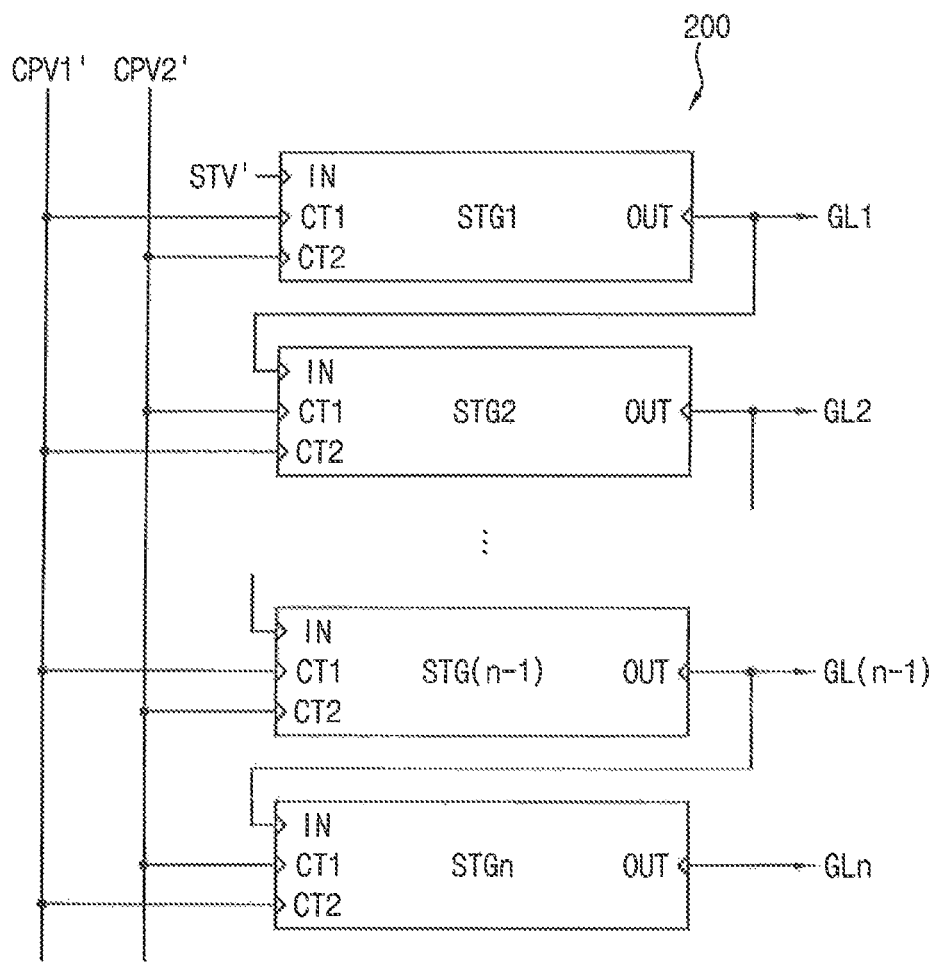 200
CPV1' CPV2'
STV'
IN
CT1 STG1 OUT GL1
CT2
IN
CT1 STG2 OUT GL2
CT2
⋮
IN
CT1 STG(n-1) OUT GL(n-1)
CT2
IN
CT1 STGn OUT GLn
CT2